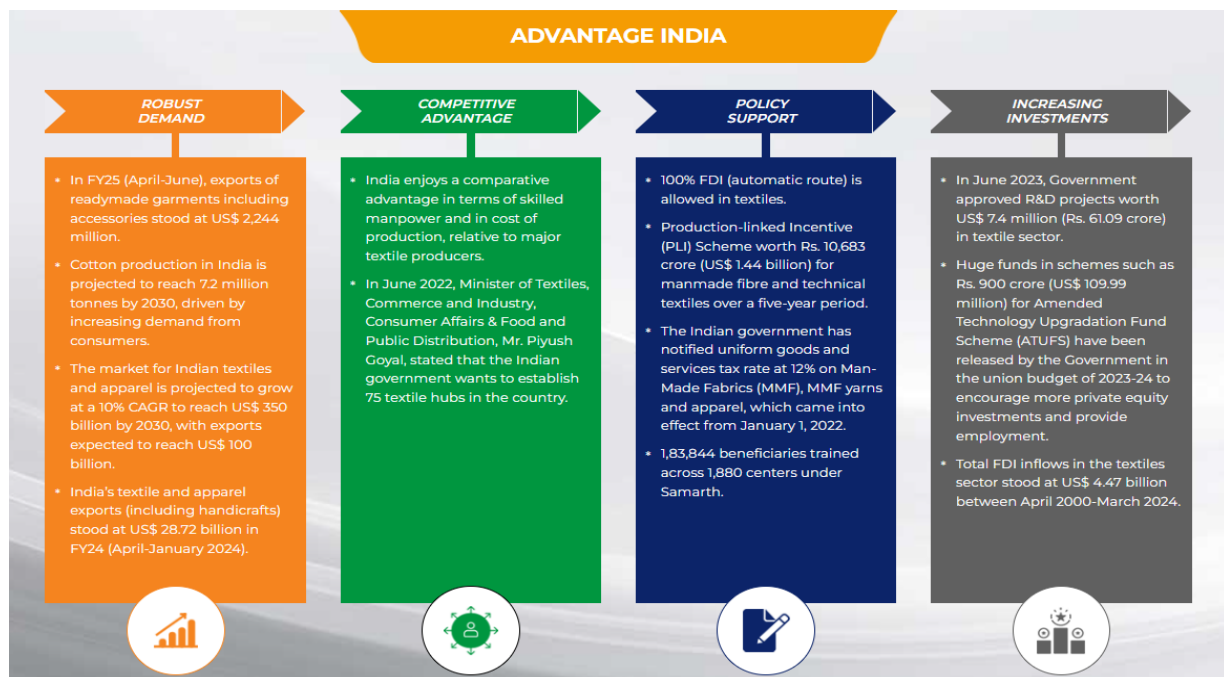 ADVANTAGE INDIA
ROBUST
DEMAND
• In FY25 (April-June), exports of
readymade garments including
accessories stood at US$ 2,244
million.
• Cotton production in India is
projected to reach 7.2 million
tonnes by 2030, driven by
increasing demand from
consumers.
• The market for Indian textiles
and apparel is projected to grow
at a 10% CAGR to reach US$ 350
billion by 2030, with exports
expected to reach US$ 100
billion.
• India's textile and apparel
exports (including handicrafts)
stood at US$ 28.72 billion in
FY24 (April-January 2024).
COMPETITIVE
ADVANTAGE
• India enjoys a comparative
advantage in terms of skilled
manpower and in cost of
production, relative to major
textile producers.
• In June 2022, Minister of Textiles,
Commerce and Industry,
Consumer Affairs & Food and
Public Distribution, Mr. Piyush
Goyal, stated that the Indian
government wants to establish
75 textile hubs in the country.
POLICY
SUPPORT
• 100% FDI (automatic route) is
allowed in textiles.
• Production-linked Incentive
(PLI) Scheme worth Rs. 10,683
crore (US$ 1.44 billion) for
manmade fibre and technical
textiles over a five-year period.
• The Indian government has
notified uniform goods and
services tax rate at 12% on Man-
Made Fabrics (MMF), MMF yarns
and apparel, which came into
effect from January 1, 2022.
• 1,83,844 beneficiaries trained
across 1,880 centers under
Samarth.
INCREASING
INVESTMENTS
• In June 2023, Government
approved R&D projects worth
US$ 7.4 million (Rs. 61.09 crore)
in textile sector.
• Huge funds in schemes such as
Rs. 900 crore (US$ 109.99
million) for Amended
Technology Upgradation Fund
Scheme (ATUFS) have been
released by the Government in
the union budget of 2023-24 to
encourage more private equity
investments and provide
employment.
• Total FDI inflows in the textiles
sector stood at US$ 4.47 billion
between April 2000-March 2024.